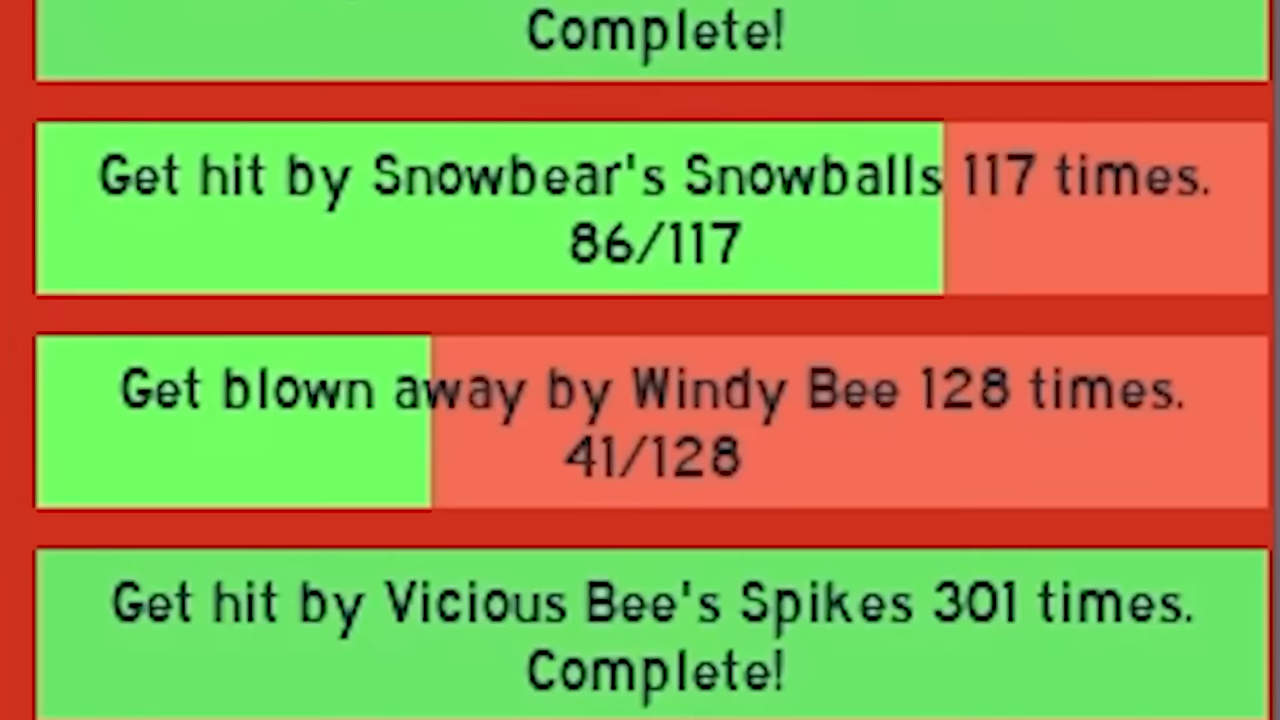 Complete!
Get hit by Snowbear's Snowballs 117 times.
86/117
Get blown away by Windy Bee 128 times.
41/128
Get hit by Vicious Bee's Spikes 301 times.
Complete!